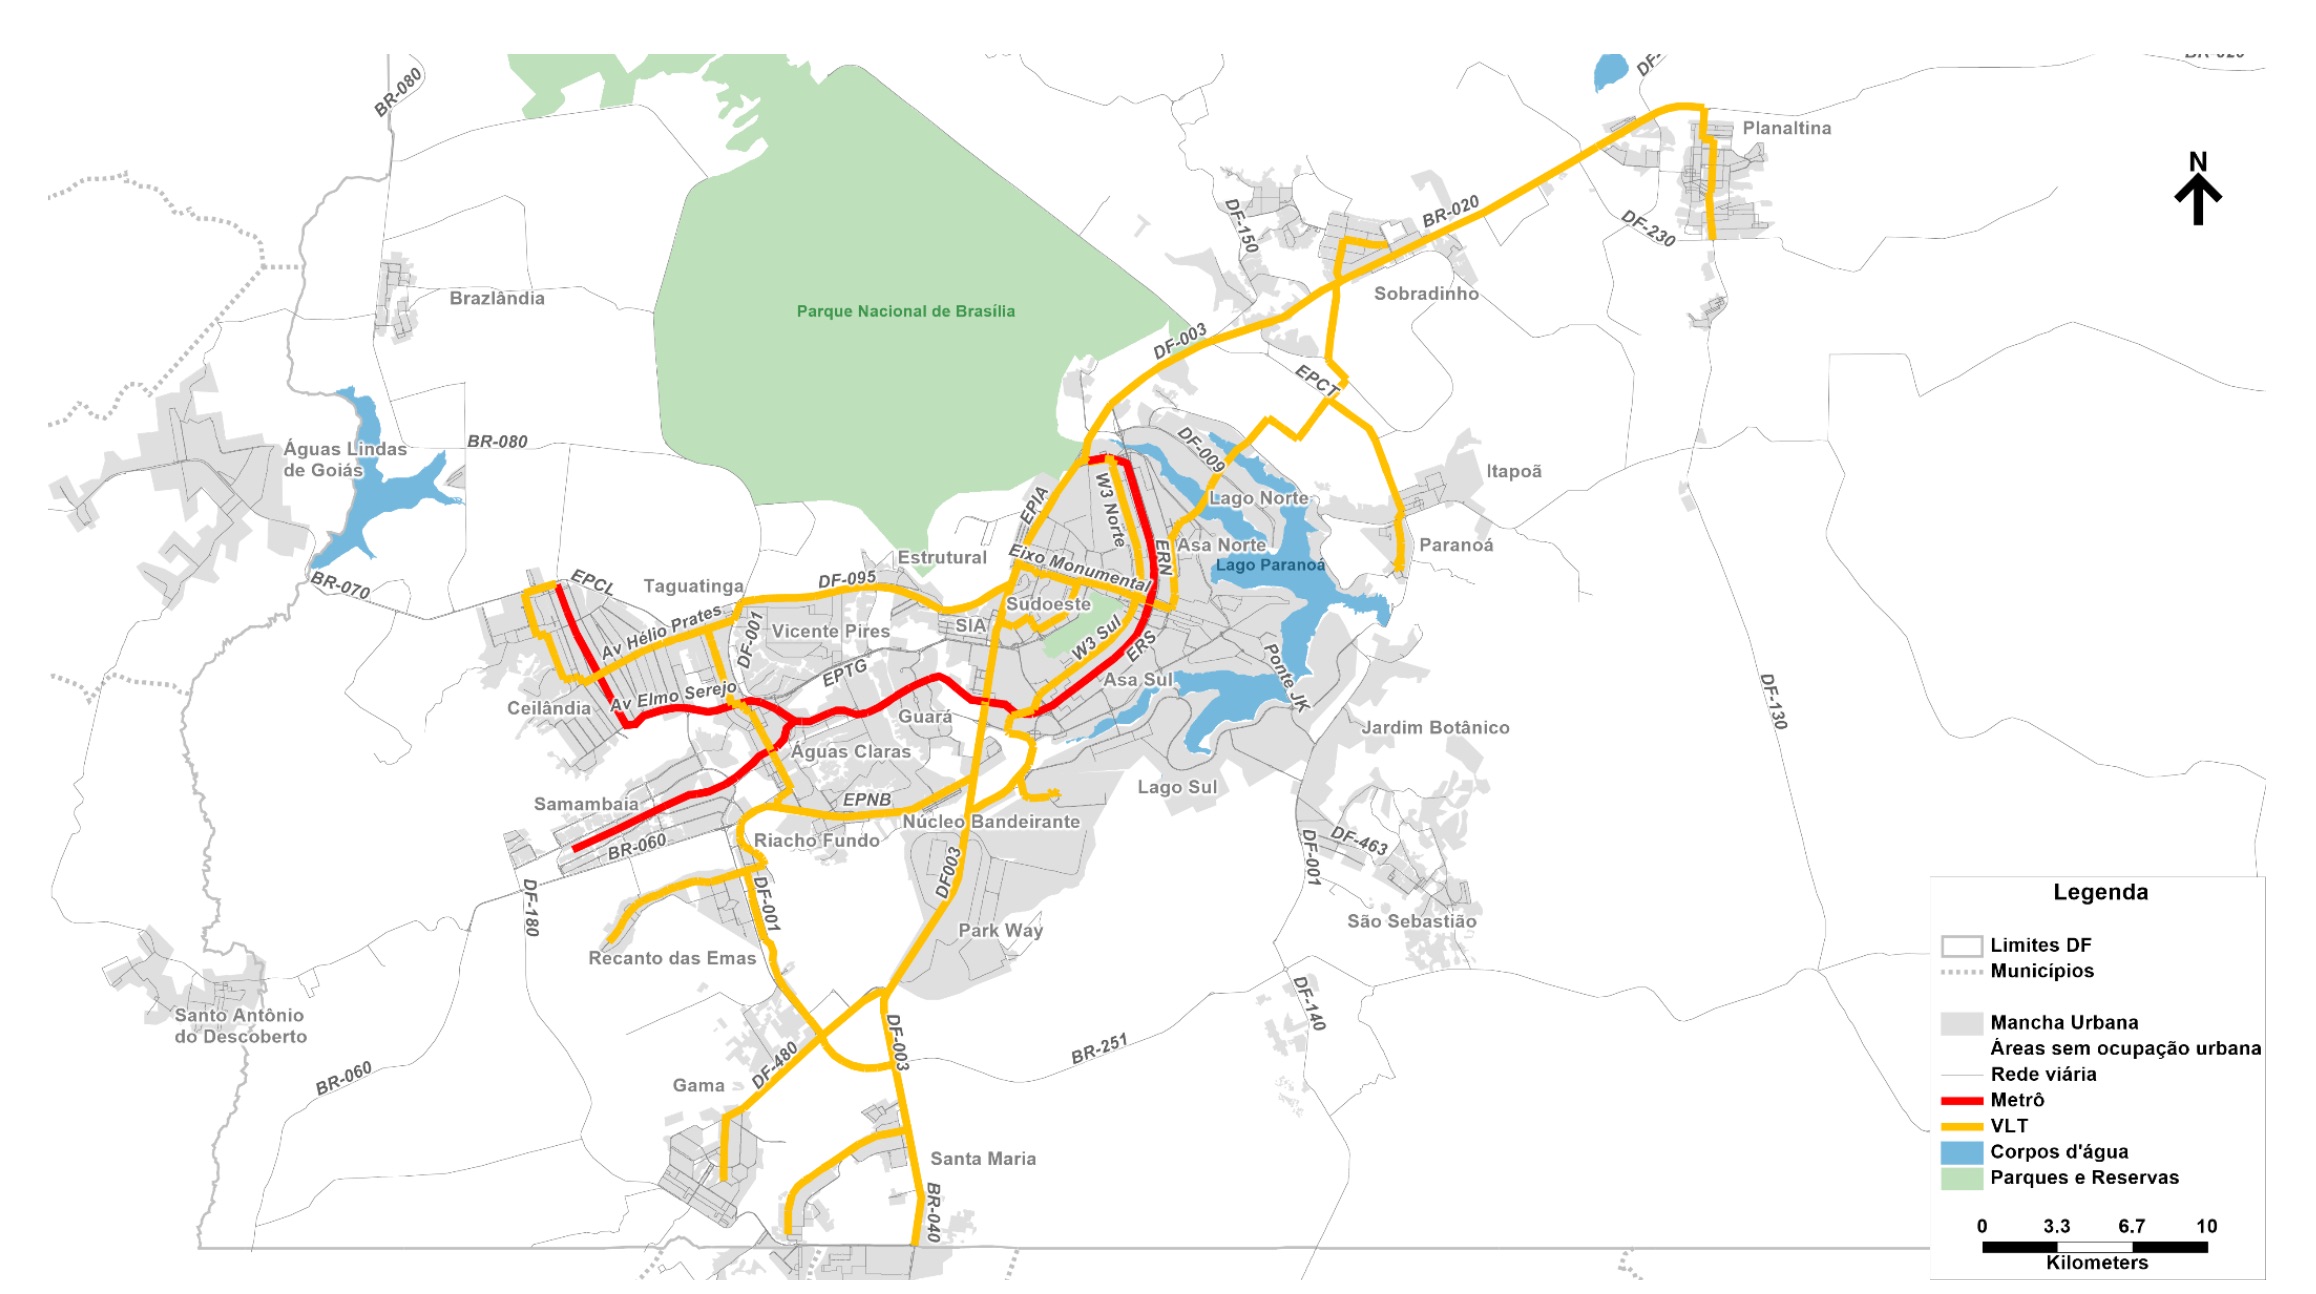 BR-080
DF-
N
Planaltina
DF-150
BR-020
DF-230
Brazlândia
Sobradinho
Parque Nacional de Brasília
DF-003
EPCT
BR-080
Águas Lindas
de Goiás
DF-009
Itapoã
EPIA
W3 Norte
Lago Norte
Estrutural
Eixo Monumental
ERN
Asa Norte
Paranoá
Lago Paranoá
BR-070
EPCL
Taguatinga
DF-095
Sudoeste
Av Hélio Prates
DF-001
Vicente Pires
SIA
W3 Sul
ERS
EPTG
Ponte JK
Asa Sul
Av Elmo Serejo
Ceilândia
Guará
DF-130
Jardim Botânico
Águas Claras
Lago Sul
Samambaia
EPNB
Núcleo Bandeirante
Riacho Fundo
BR-060
DF-463
DF-001
DF003
DF-180
DF-001
São Sebastião
Park Way
Recanto das Emas
Santo Antônio
do Descoberto
DF-140
DF-003
BR-251
BR-060
DF-480
Gama
Santa Maria
BR-040
Legenda
Limites DF
Municípios
Mancha Urbana
Áreas sem ocupação urbana
Rede viária
Metrô
VLT
Corpos d'água
Parques e Reservas
0 3.3 6.7 10
Kilometers